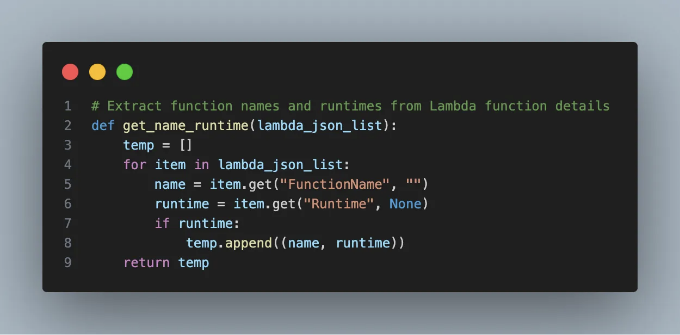 1 # Extract function names and runtimes from Lambda function details
2 def get_name_runtime(lambda_json_list):
3     temp = []
4     for item in lambda_json_list:
5         name = item.get("FunctionName", "")
6         runtime = item.get("Runtime", None)
7         if runtime:
8             temp.append((name, runtime))
9     return temp